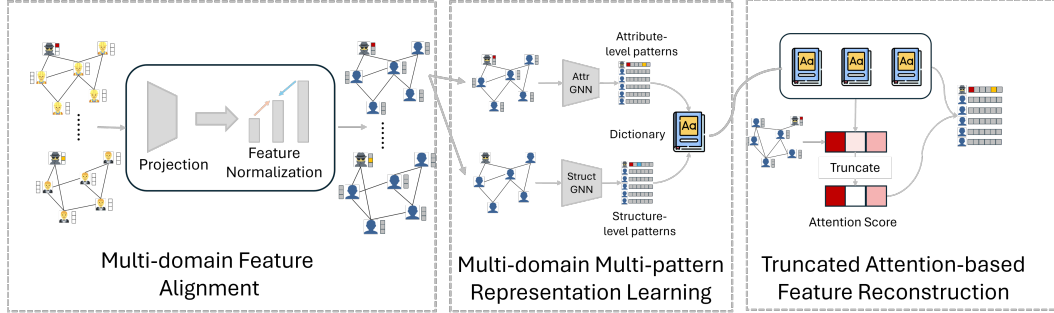 Projection
Feature
Normalization
Multi-domain Feature
Alignment
Attribute-
level patterns
Attr
GNN
Dictionary
Aa
Struct
GNN
Structure-
level patterns
Multi-domain Multi-pattern
Representation Learning
Aa
Aa
Aa
Truncate
Attention Score
Truncated Attention-based
Feature Reconstruction